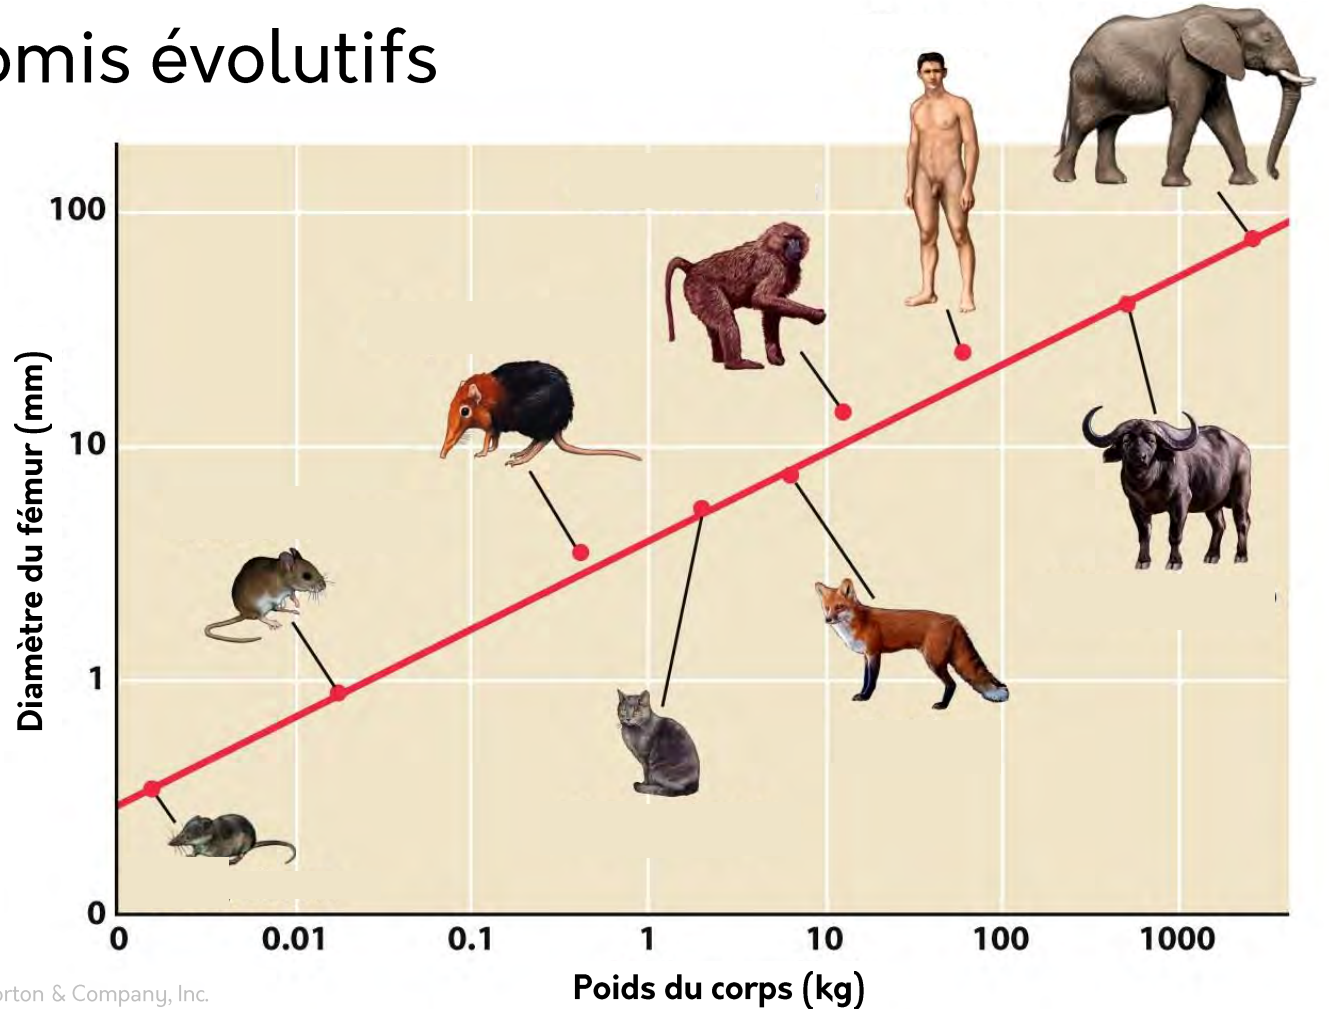 omis évolutifs
100
10
1
0
Diamètre du fémur (mm)
0 0.01 0.1 1 10 100 1000
Poids du corps (kg)
orton & Company, Inc.